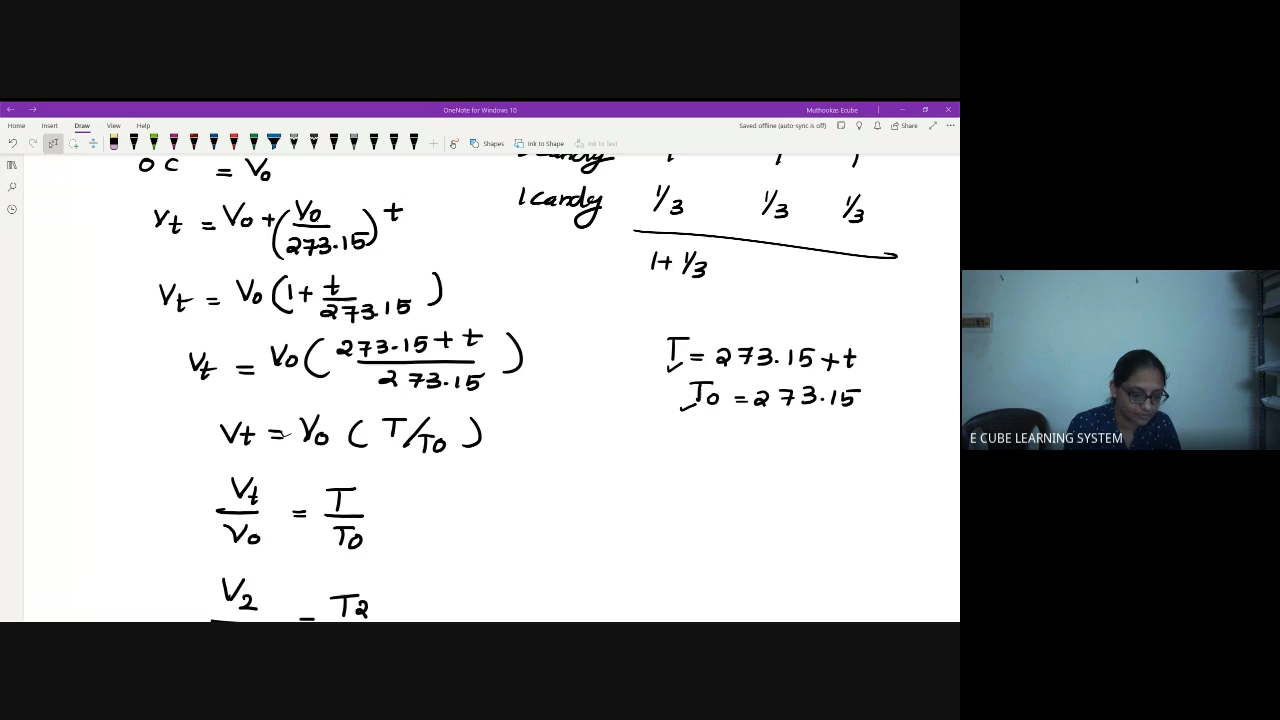 OneNote for Windows 10
Muthookas Ecube
Home Insert Draw View Help
Saved offline (auto-sync is off)
Share
Shapes
Ink to Shape
Ink to Text
0 C = V0
Vt = V0 + (V0/273.15) t
Vt = V0 (1 + t/273.15)
Vt = V0 (273.15 + t/273.15)
Vt = V0 (T/T0)
Vt/V0 = T/T0
V2 = T2
1 candy 1/3 1/3 1/3
1 + 1/3
T = 273.15 + t
T0 = 273.15
E CUBE LEARNING SYSTEM